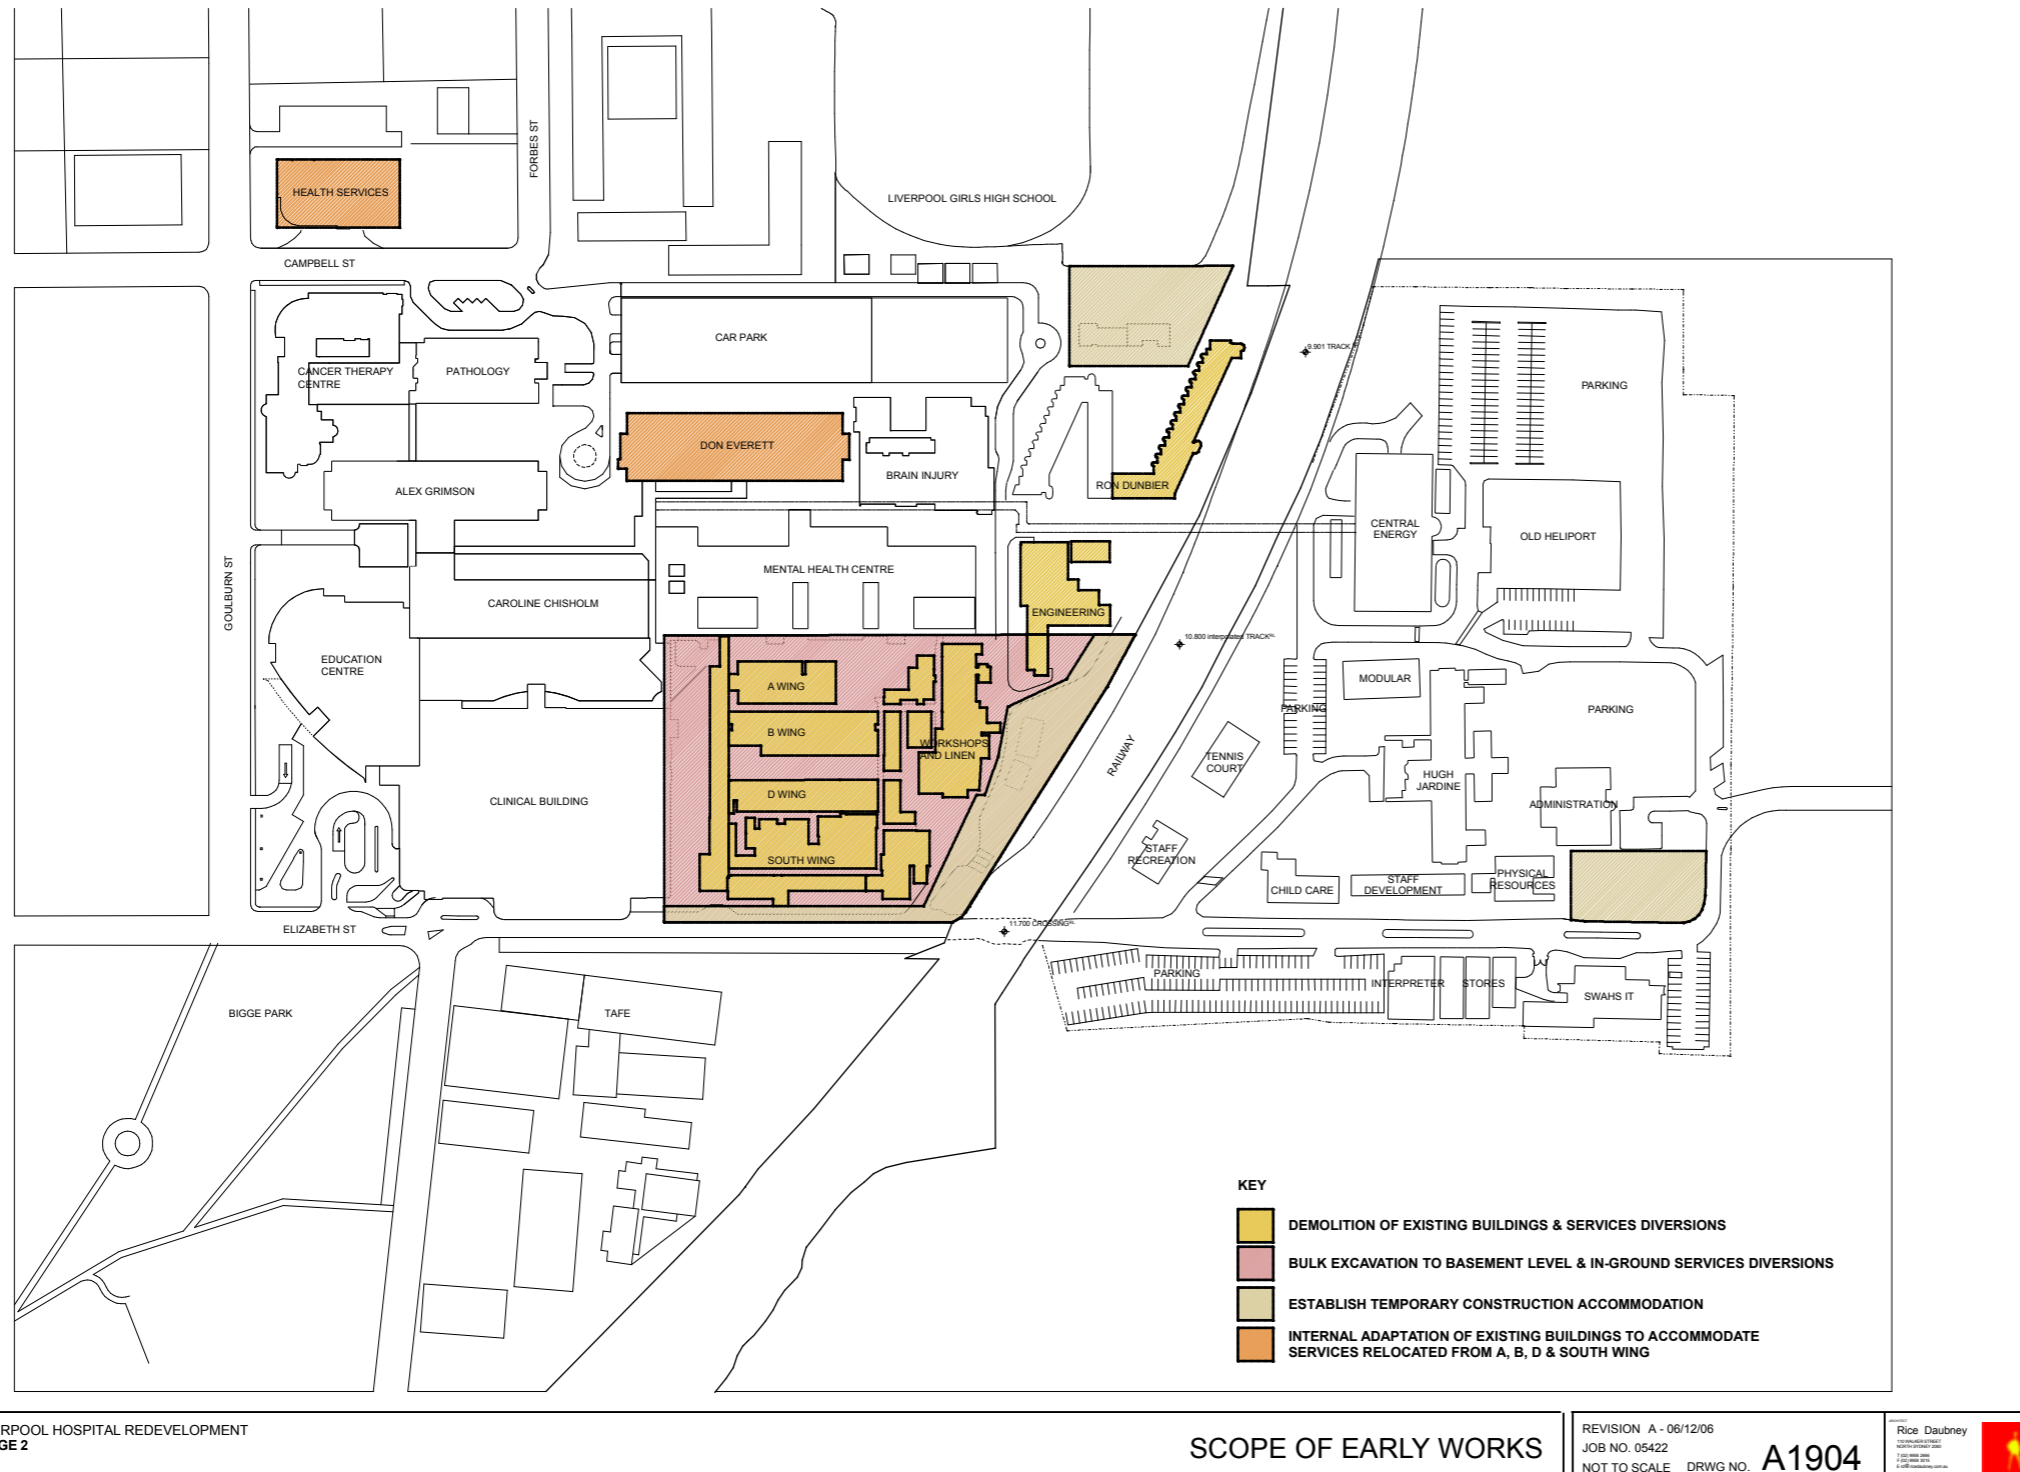 FORBES ST
HEALTH SERVICES
LIVERPOOL GIRLS HIGH SCHOOL
CAMPBELL ST
CAR PARK
9.901 TRACK
CANCER THERAPY
CENTRE
PATHOLOGY
PARKING
DON EVERETT
BRAIN INJURY
RON DUNBIER
ALEX GRIMSON
CENTRAL
ENERGY
OLD HELIPORT
GOULBURN ST
MENTAL HEALTH CENTRE
CAROLINE CHISHOLM
ENGINEERING
10.800 interpolated TRACK RL
EDUCATION
CENTRE
A WING
MODULAR
PARKING
PARKING
B WING
WORKSHOPS
AND LINEN
RAILWAY
TENNIS
COURT
HUGH
JARDINE
D WING
CLINICAL BUILDING
ADMINISTRATION
SOUTH WING
STAFF
RECREATION
CHILD CARE
STAFF
DEVELOPMENT
PHYSICAL
RESOURCES
ELIZABETH ST
11.700 CROSSING RL
PARKING
INTERPRETER
STORES
SWAHS IT
BIGGE PARK
TAFE
KEY
DEMOLITION OF EXISTING BUILDINGS & SERVICES DIVERSIONS
BULK EXCAVATION TO BASEMENT LEVEL & IN-GROUND SERVICES DIVERSIONS
ESTABLISH TEMPORARY CONSTRUCTION ACCOMMODATION
INTERNAL ADAPTATION OF EXISTING BUILDINGS TO ACCOMMODATE
SERVICES RELOCATED FROM A, B, D & SOUTH WING
RPOOL HOSPITAL REDEVELOPMENT
GE 2
SCOPE OF EARLY WORKS
REVISION A - 06/12/06
JOB NO. 05422
NOT TO SCALE DRWG NO. A1904
Rice Daubney